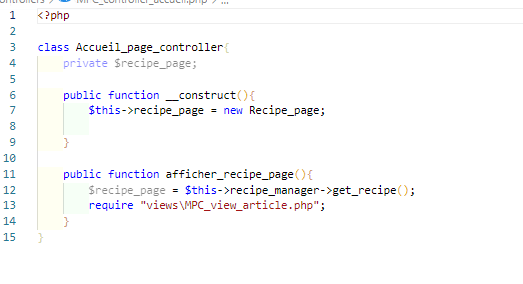 MPC_controller_accueil.php > ...
1 <?php
2
3 class Accueil_page_controller{
4 private $recipe_page;
5
6 public function __construct(){
7 $this->recipe_page = new Recipe_page;
8
9 }
10
11 public function afficher_recipe_page(){
12 $recipe_page = $this->recipe_manager->get_recipe();
13 require "views\MPC_view_article.php";
14 }
15 }